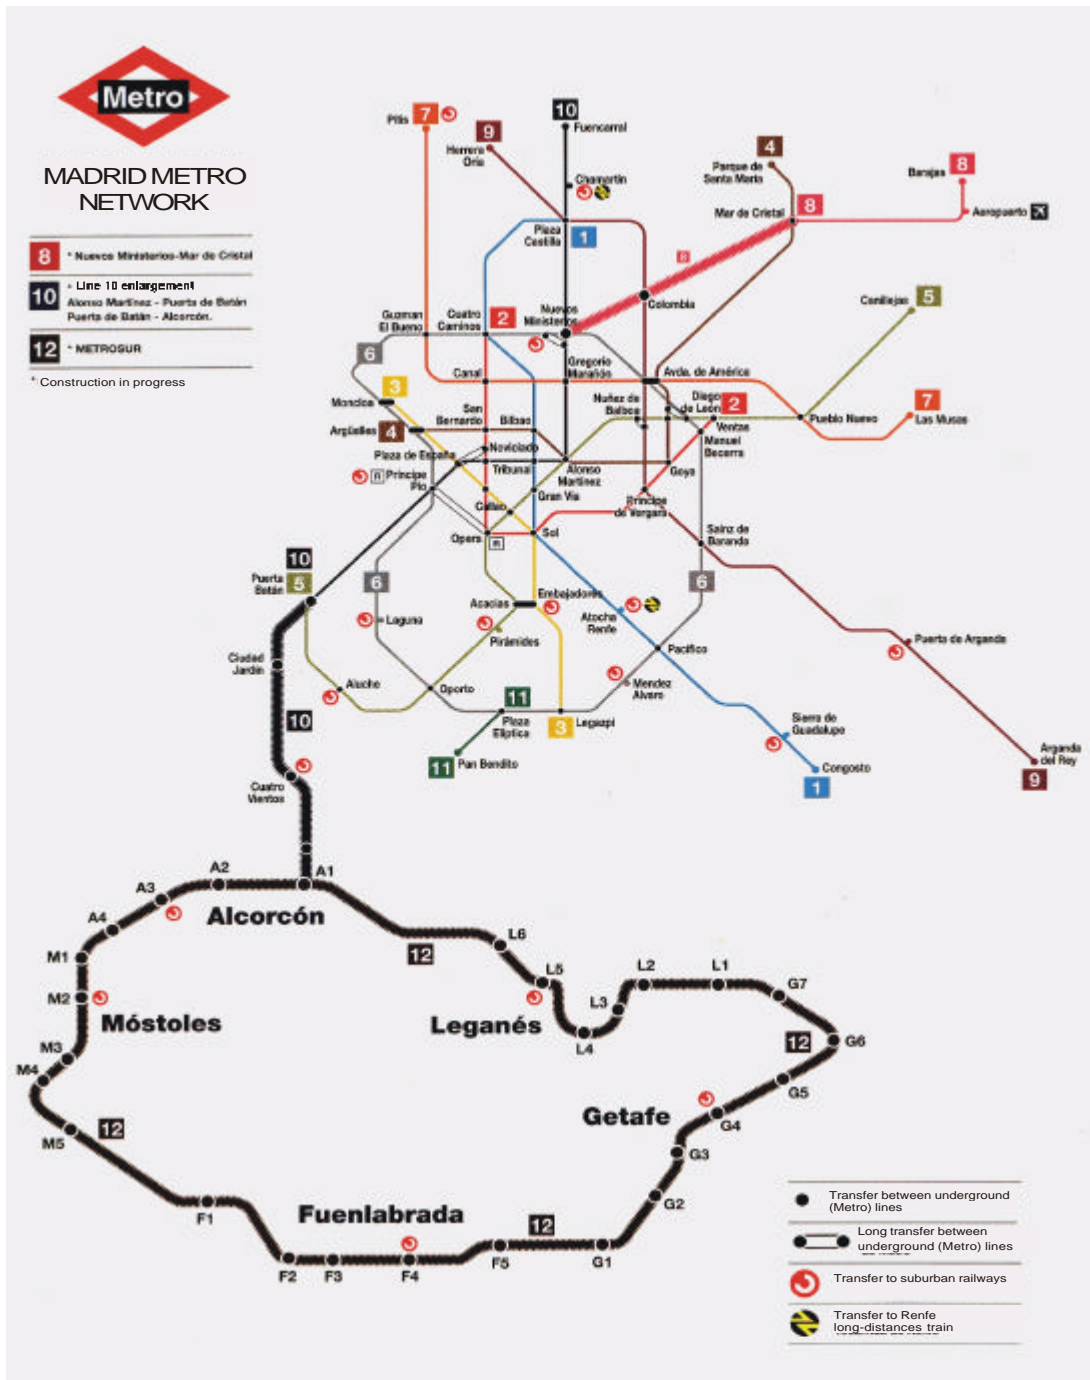 Metro
MADRID METRO
NETWORK
8 * Nuevos Ministerios-Mar de Cristal
10 * Line 10 enlargement
Alonso Martínez - Puerta de Batán
Puerta de Batán - Alcorcón.
12 * METROSUR
* Construction in progress
Pitis 7
9
Herrera
Oria
10
Fuencarral
Chamartín
Plaza
Castilla
1
4
Parque de
Santa María
Mar de Cristal
8
Barajas 8
Aeropuerto
8
Colombia
Canillejas 5
Guzman
El Bueno
Cuatro
Caminos
2
Nuevos
Ministerios
6
Gregorio
Marañón
Canal
Avda. de América
3
Moncloa
Argüelles 4
San
Bernardo
Bilbao
Nuñez de
Balboa
Diego
de León
2
Ventas
Manuel
Becerra
Pueblo Nuevo
7
Las Musas
Noviciado
Plaza de España
Tribunal
Alonso
Martínez
Goya
Príncipe
Pío
R
Callao
Gran Vía
Príncipe
de Vergara
Opera
R
Sol
Sainz de
Baranda
10
Puerta
Batán
5
6
6
Laguna
Acacias
Embajadores
Pirámides
Atocha
Renfe
Pacífico
Puerta de Arganda
Ciudad
Jardín
Aluche
Oporto
Mendez
Alvaro
10
11
Plaza
Elíptica
3
Legazpi
Sierra de
Guadalupe
11
Pan Bendito
Congosto
1
Arganda
del Rey
9
Cuatro
Vientos
A1
A2
A3
A4
Alcorcón
M1
M2
Móstoles
M3
M4
M5
12
12
L6
L5
Leganés
L4
L3
L2
L1
G7
12
G6
G5
Getafe
G4
G3
G2
Fuenlabrada
12
F1
F2
F3
F4
F5
G1
Transfer between underground
(Metro) lines
Long transfer between
underground (Metro) lines
Transfer to suburban railways
Transfer to Renfe
long-distances train